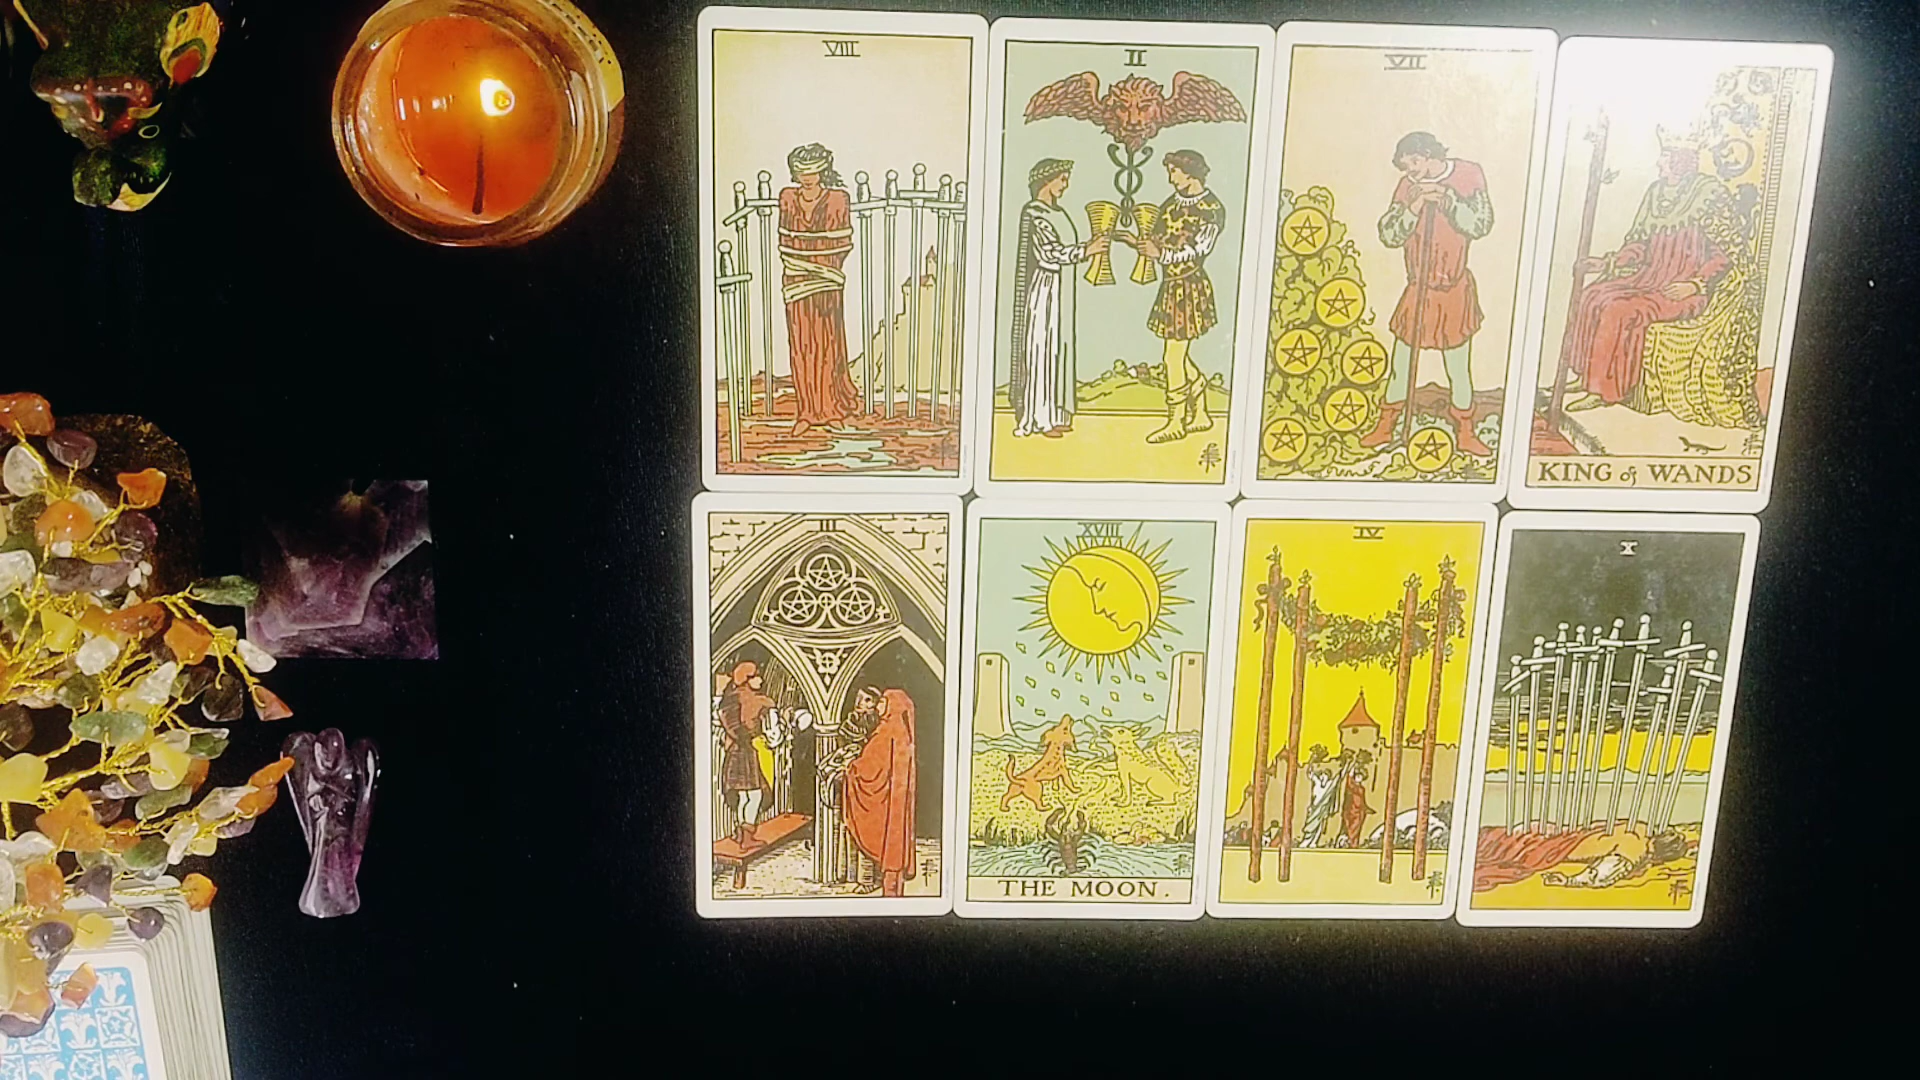 VIII
II
VII
KING of WANDS
III
XVIII
THE MOON.
IV
X